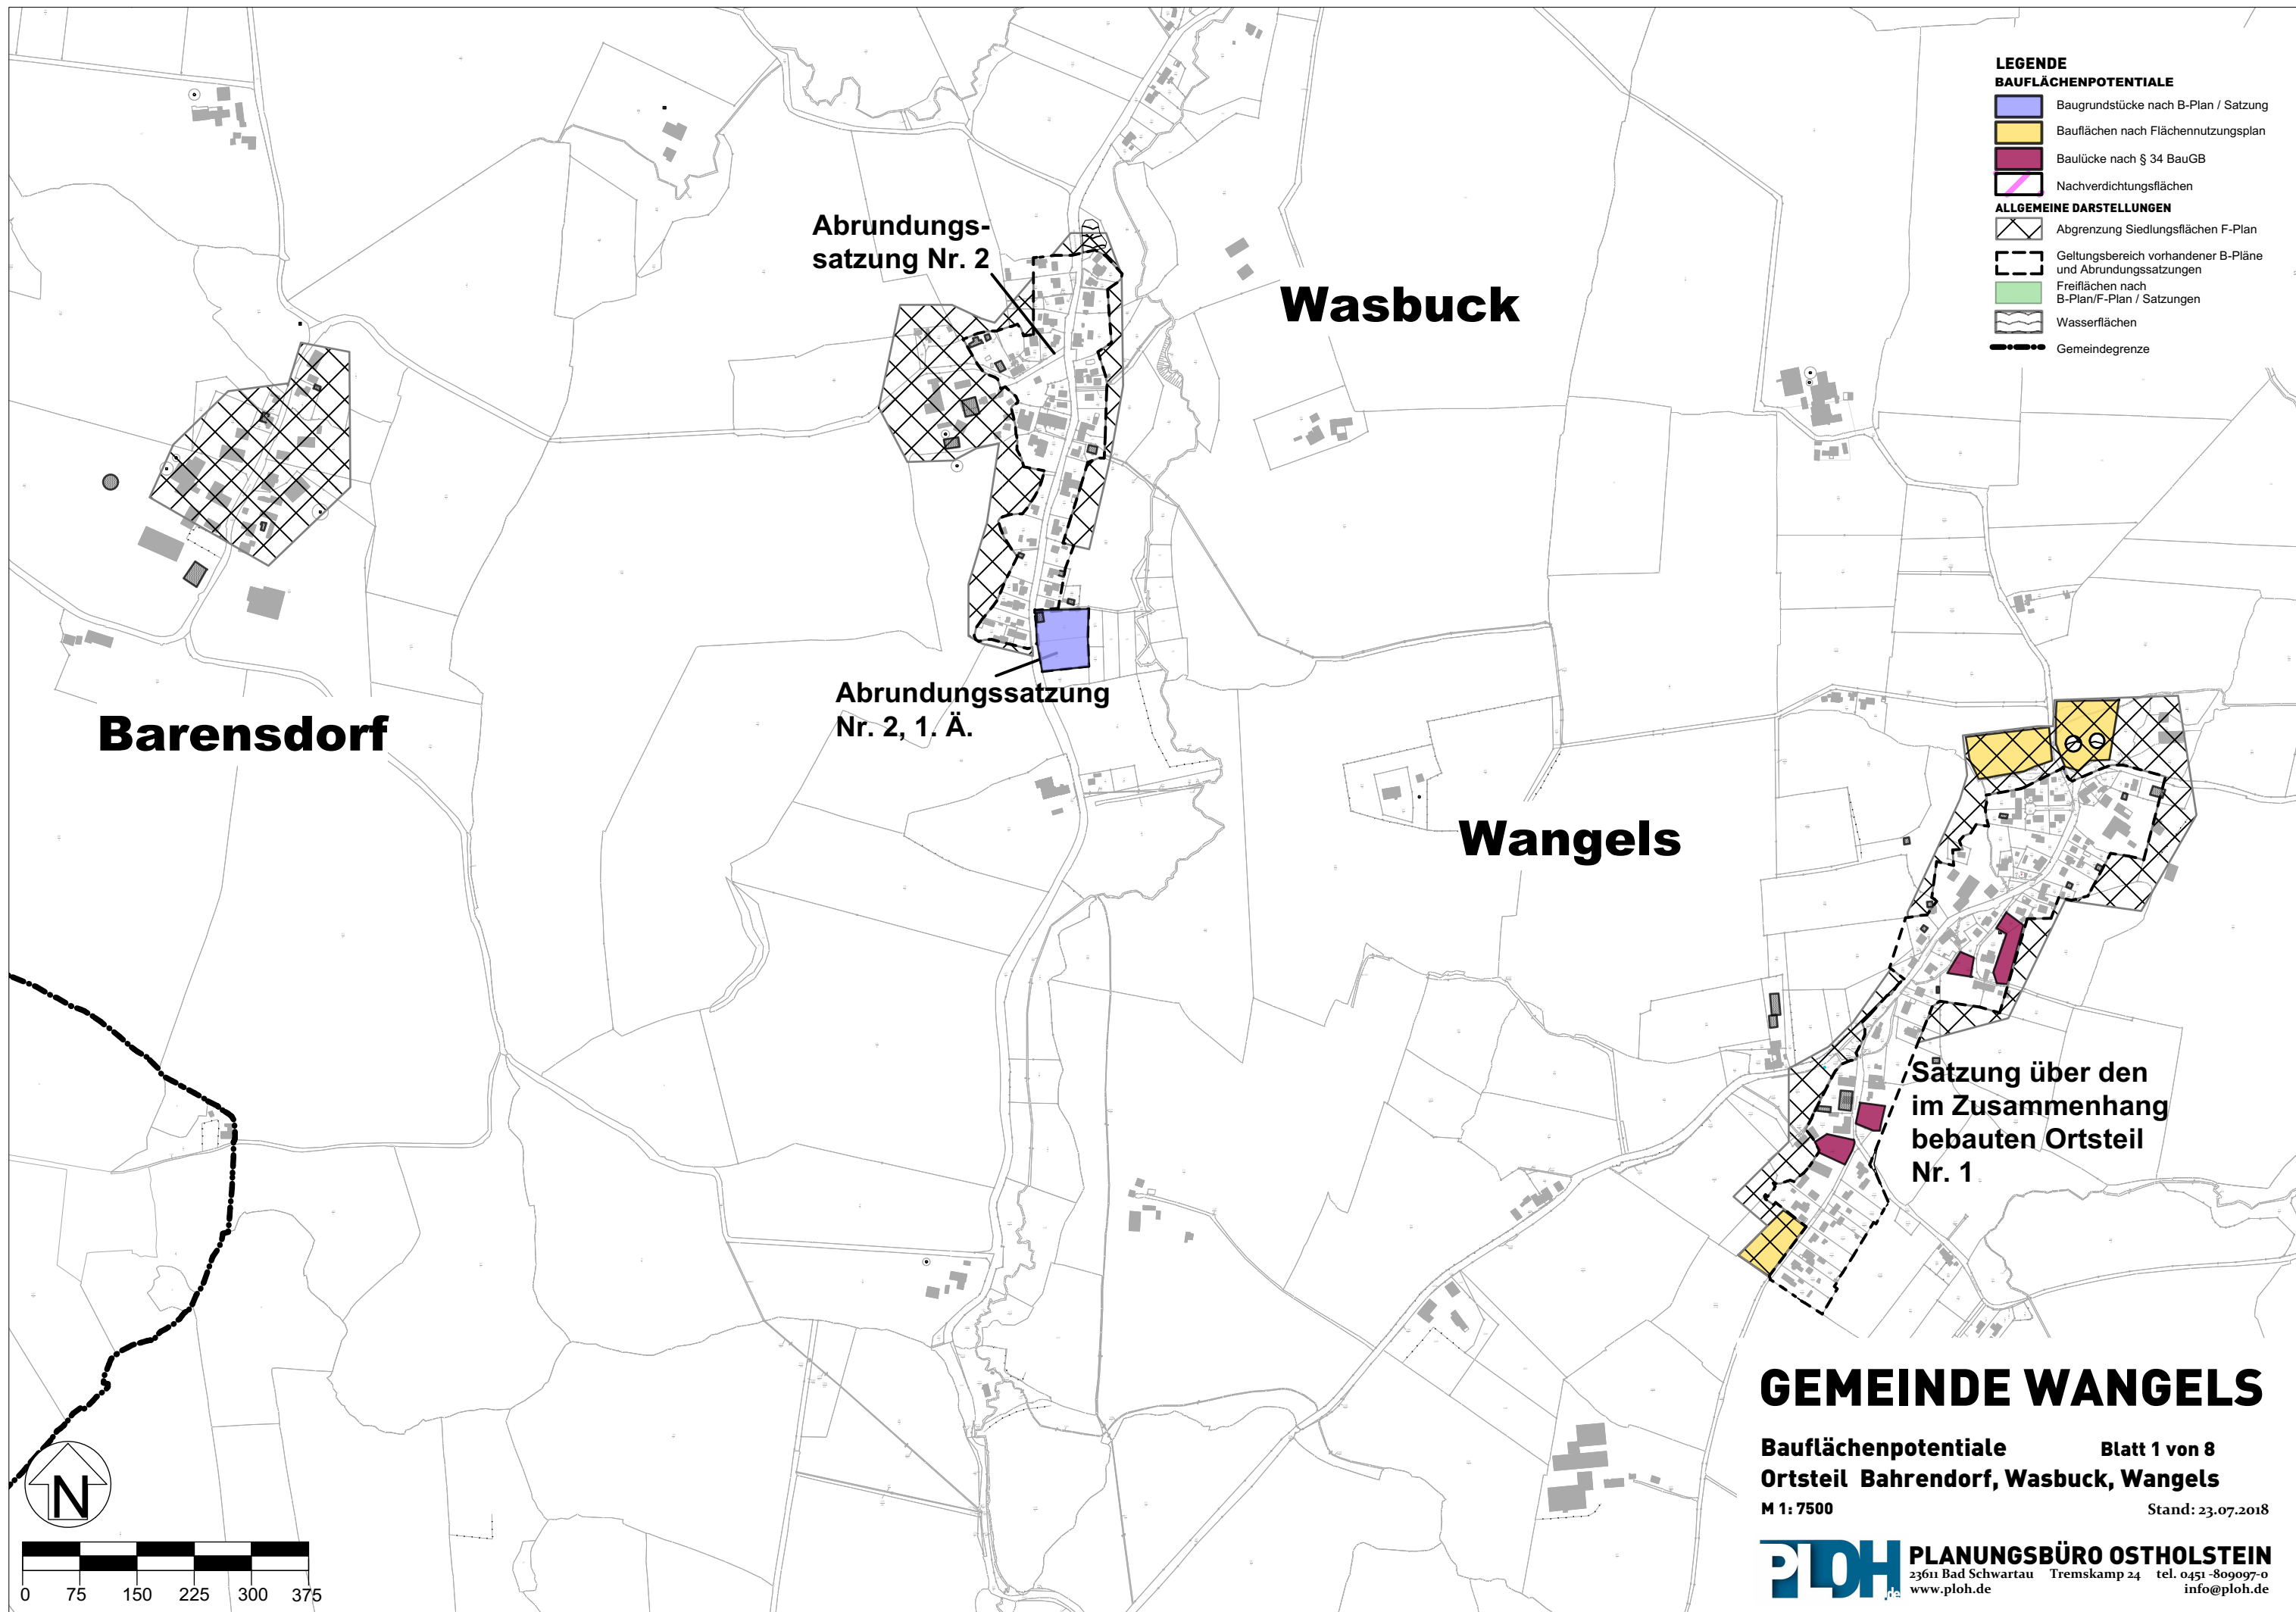 LEGENDE
BAUFLÄCHENPOTENTIALE
Baugrundstücke nach B-Plan / Satzung
Bauflächen nach Flächennutzungsplan
Baulücke nach § 34 BauGB
Nachverdichtungsflächen
ALLGEMEINE DARSTELLUNGEN
Abgrenzung Siedlungsflächen F-Plan
Geltungsbereich vorhandener B-Pläne
und Abrundungssatzungen
Freiflächen nach
B-Plan/F-Plan / Satzungen
Wasserflächen
Gemeindegrenze
Abrundungs-
satzung Nr. 2
Wasbuck
Abrundungssatzung
Nr. 2, 1. Ä.
Barensdorf
Wangels
Satzung über den
im Zusammenhang
bebauten Ortsteil
Nr. 1
GEMEINDE WANGELS
Bauflächenpotentiale Blatt 1 von 8
Ortsteil Bahrendorf, Wasbuck, Wangels
M 1: 7500 Stand: 23.07.2018
N
0 75 150 225 300 375
PLOH.de
PLANUNGSBÜRO OSTHOLSTEIN
23611 Bad Schwartau Tremskamp 24 tel. 0451 -809097-0
www.ploh.de info@ploh.de